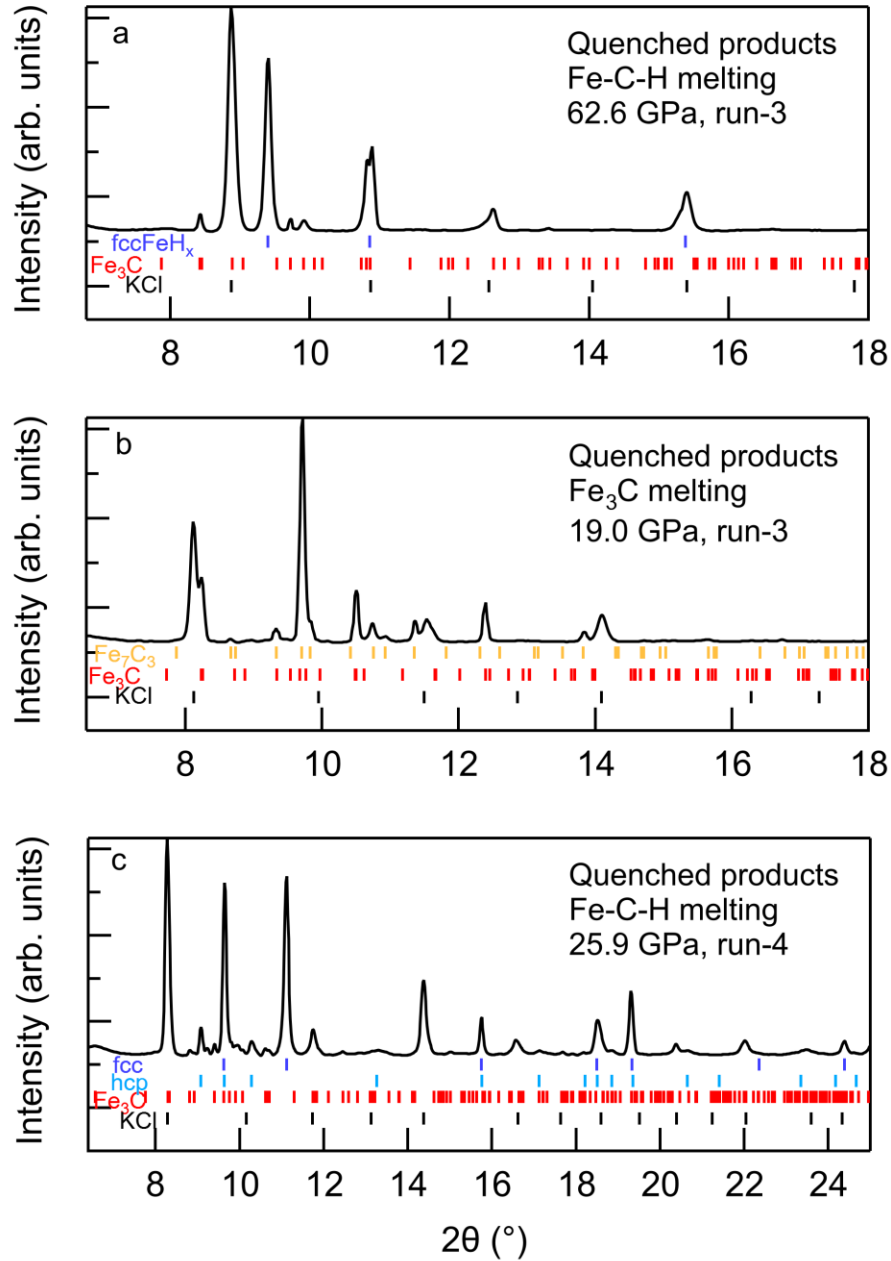 a
Quenched products
Fe-C-H melting
62.6 GPa, run-3
Intensity (arb. units)
fccFeHx
Fe3C
KCl
8 10 12 14 16 18
b
Quenched products
Fe3C melting
19.0 GPa, run-3
Intensity (arb. units)
Fe7C3
Fe3C
KCl
8 10 12 14 16 18
c
Quenched products
Fe-C-H melting
25.9 GPa, run-4
Intensity (arb. units)
fcc
hcp
KCl
8 10 12 14 16 18 20 22 24
2θ (°)